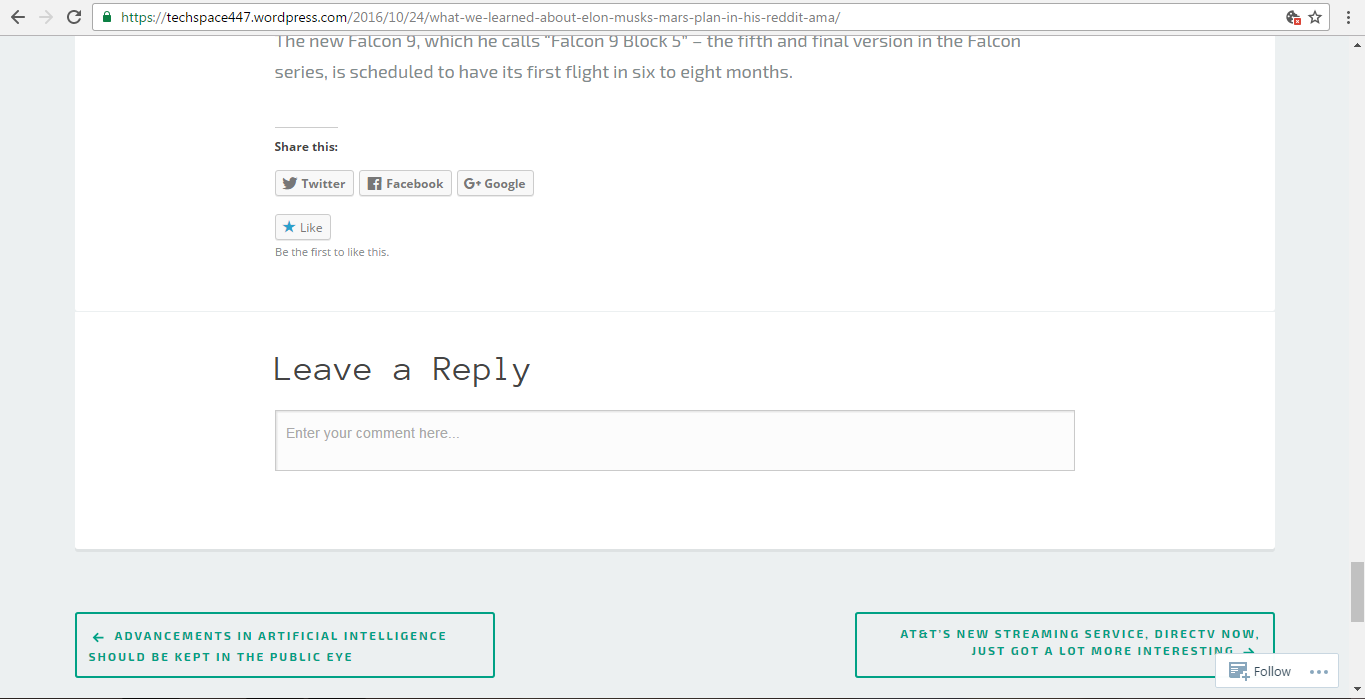 https://techspace447.wordpress.com/2016/10/24/what-we-learned-about-elon-musks-mars-plan-in-his-reddit-ama/
The new Falcon 9, which he calls “Falcon 9 Block 5” – the fifth and final version in the Falcon
series, is scheduled to have its first flight in six to eight months.
Share this:
Twitter Facebook G+ Google
Like
Be the first to like this.
Leave a Reply
Enter your comment here...
← ADVANCEMENTS IN ARTIFICIAL INTELLIGENCE
SHOULD BE KEPT IN THE PUBLIC EYE
AT&T’S NEW STREAMING SERVICE, DIRECTV NOW,
JUST GOT A LOT MORE INTERESTING →
Follow